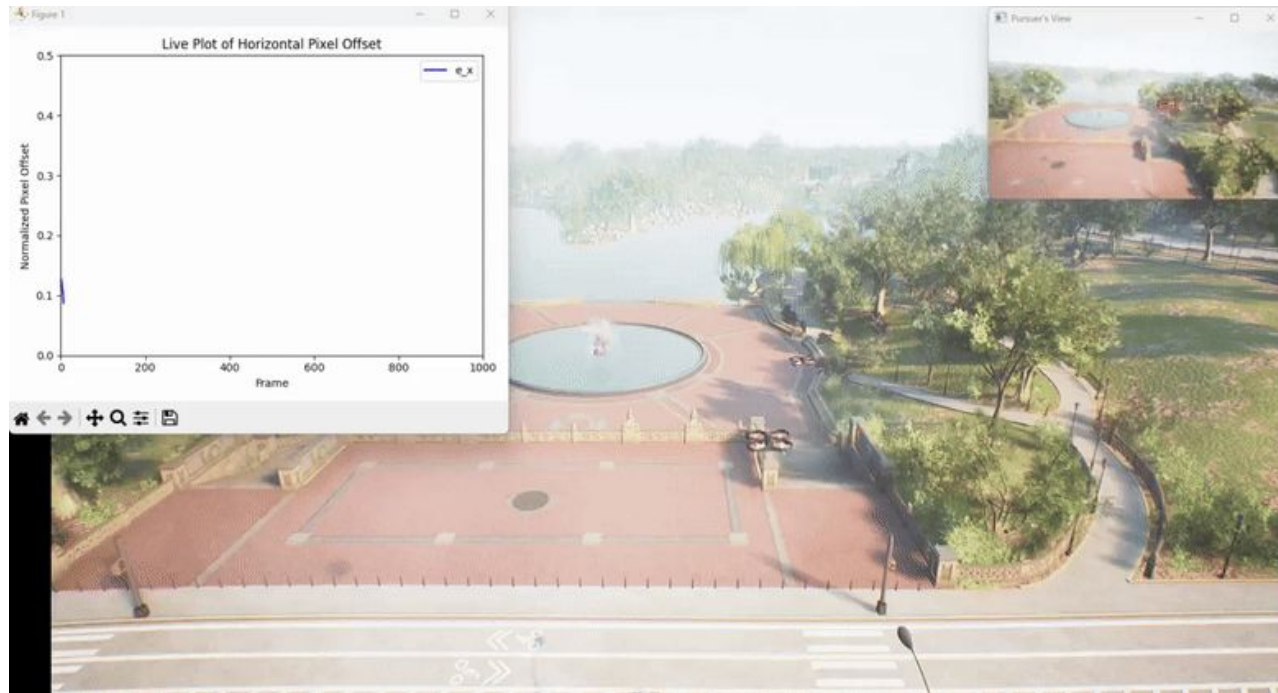 Figure 1
Live Plot of Horizontal Pixel Offset
e_x
0.5
0.4
0.3
0.2
0.1
0.0
Normalized Pixel Offset
0
200
400
600
800
1000
Frame
Pursuer's View